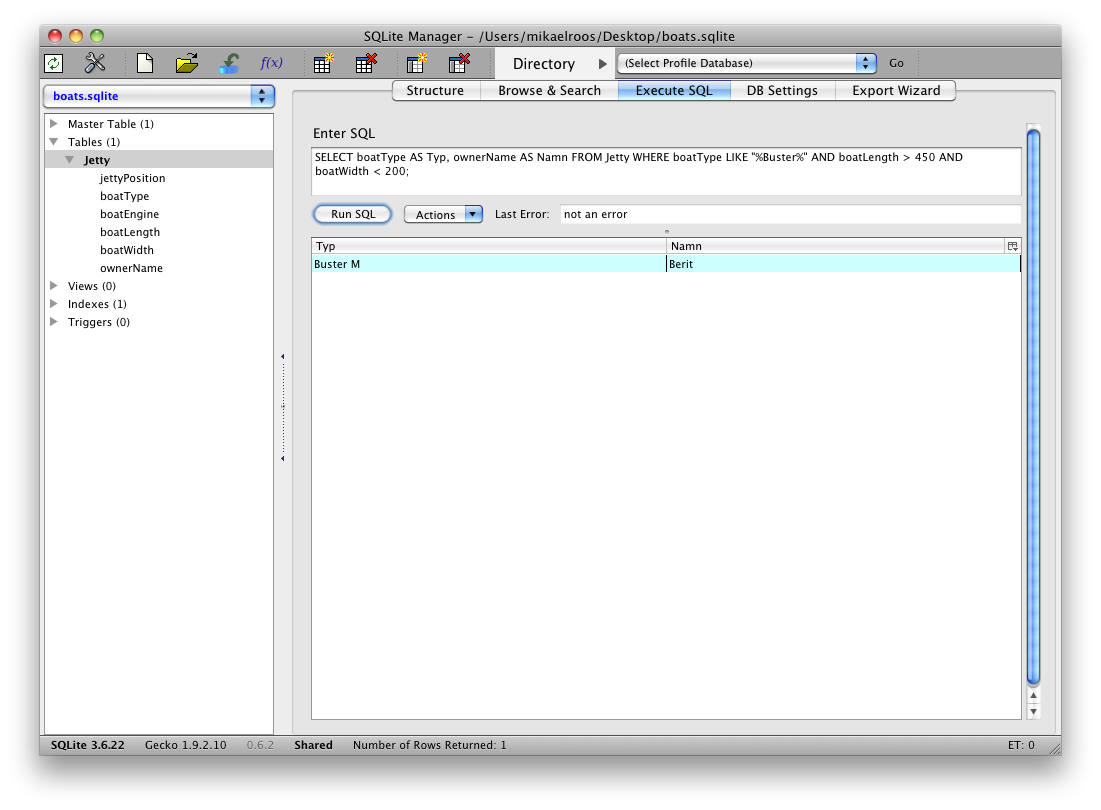 SQLite Manager - /Users/mikaelroos/Desktop/boats.sqlite
f(x)
Directory
(Select Profile Database)
Go
boats.sqlite
Structure
Browse & Search
Execute SQL
DB Settings
Export Wizard
Master Table (1)
Tables (1)
Jetty
jettyPosition
boatType
boatEngine
boatLength
boatWidth
ownerName
Views (0)
Indexes (1)
Triggers (0)
Enter SQL
SELECT boatType AS Typ, ownerName AS Namn FROM Jetty WHERE boatType LIKE "%Buster%" AND boatLength > 450 AND
boatWidth < 200;
Run SQL
Actions
Last Error:
not an error
Typ
Namn
Buster M
Berit
SQLite 3.6.22
Gecko 1.9.2.10
0.6.2
Shared
Number of Rows Returned: 1
ET: 0